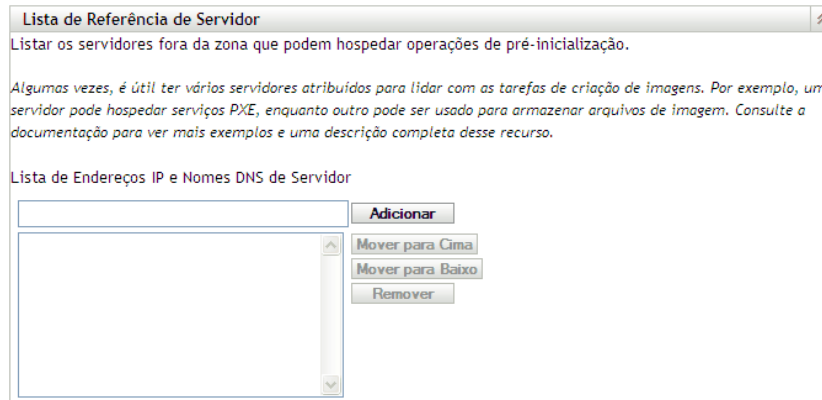 Lista de Referência de Servidor
Listar os servidores fora da zona que podem hospedar operações de pré-inicialização.
Algumas vezes, é útil ter vários servidores atribuídos para lidar com as tarefas de criação de imagens. Por exemplo, um
servidor pode hospedar serviços PXE, enquanto outro pode ser usado para armazenar arquivos de imagem. Consulte a
documentação para ver mais exemplos e uma descrição completa desse recurso.
Lista de Endereços IP e Nomes DNS de Servidor
Adicionar
Mover para Cima
Mover para Baixo
Remover